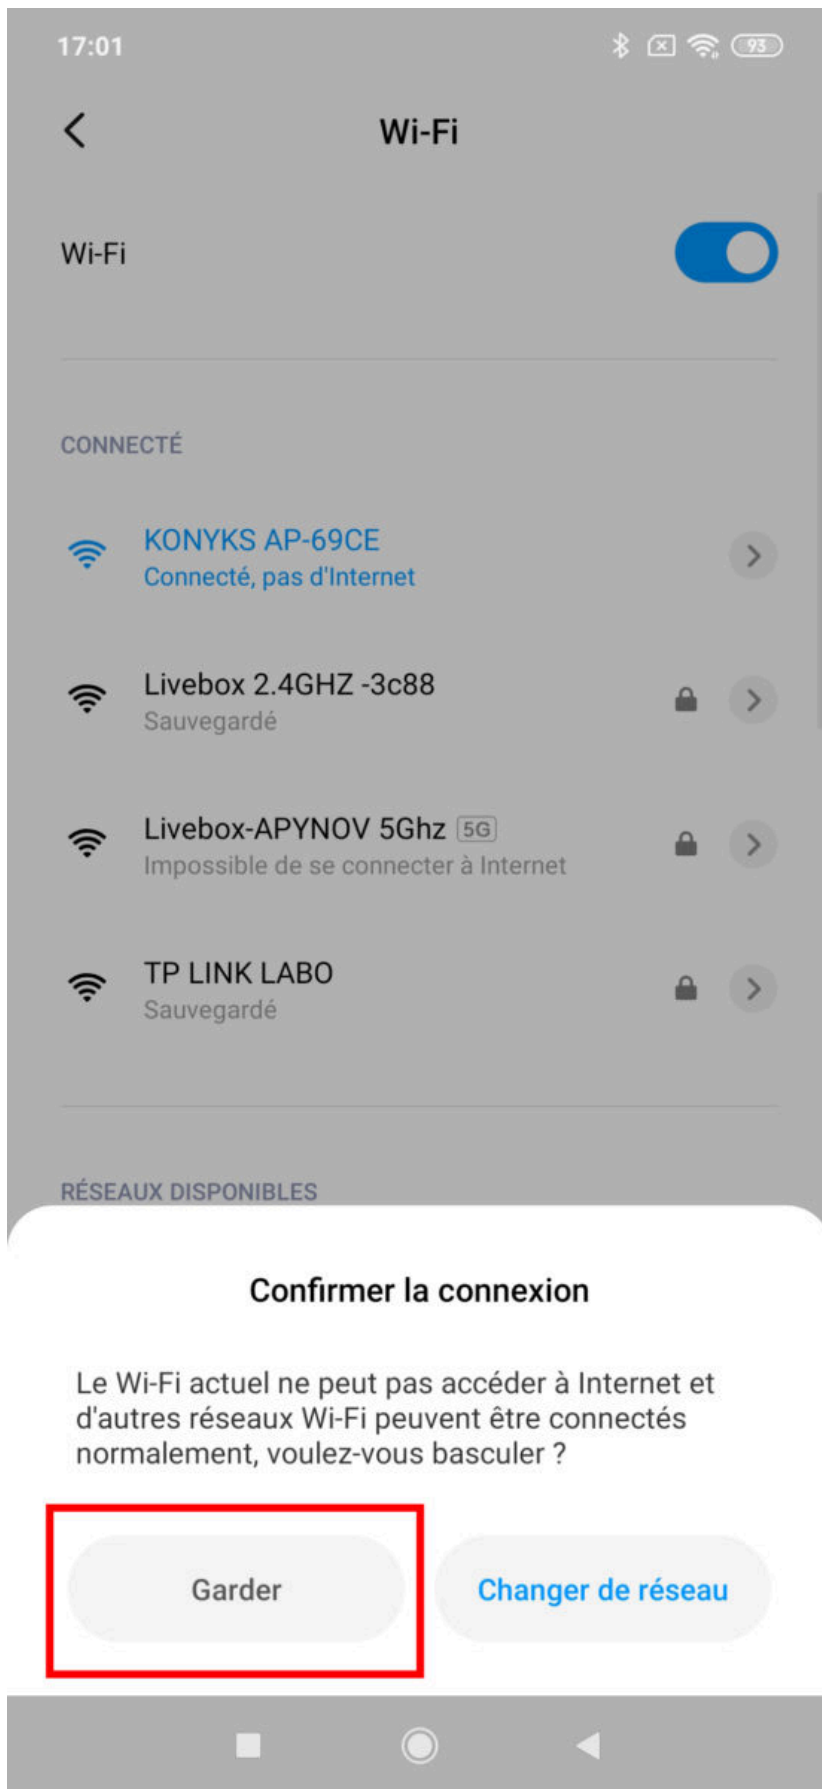 17:01
93
Wi-Fi
Wi-Fi
CONNECTÉ
KONYKS AP-69CE
Connecté, pas d'Internet
Livebox 2.4GHZ -3c88
Sauvegardé
Livebox-APYNOV 5Ghz 5G
Impossible de se connecter à Internet
TP LINK LABO
Sauvegardé
RÉSEAUX DISPONIBLES
Confirmer la connexion
Le Wi-Fi actuel ne peut pas accéder à Internet et
d'autres réseaux Wi-Fi peuvent être connectés
normalement, voulez-vous basculer ?
Garder
Changer de réseau